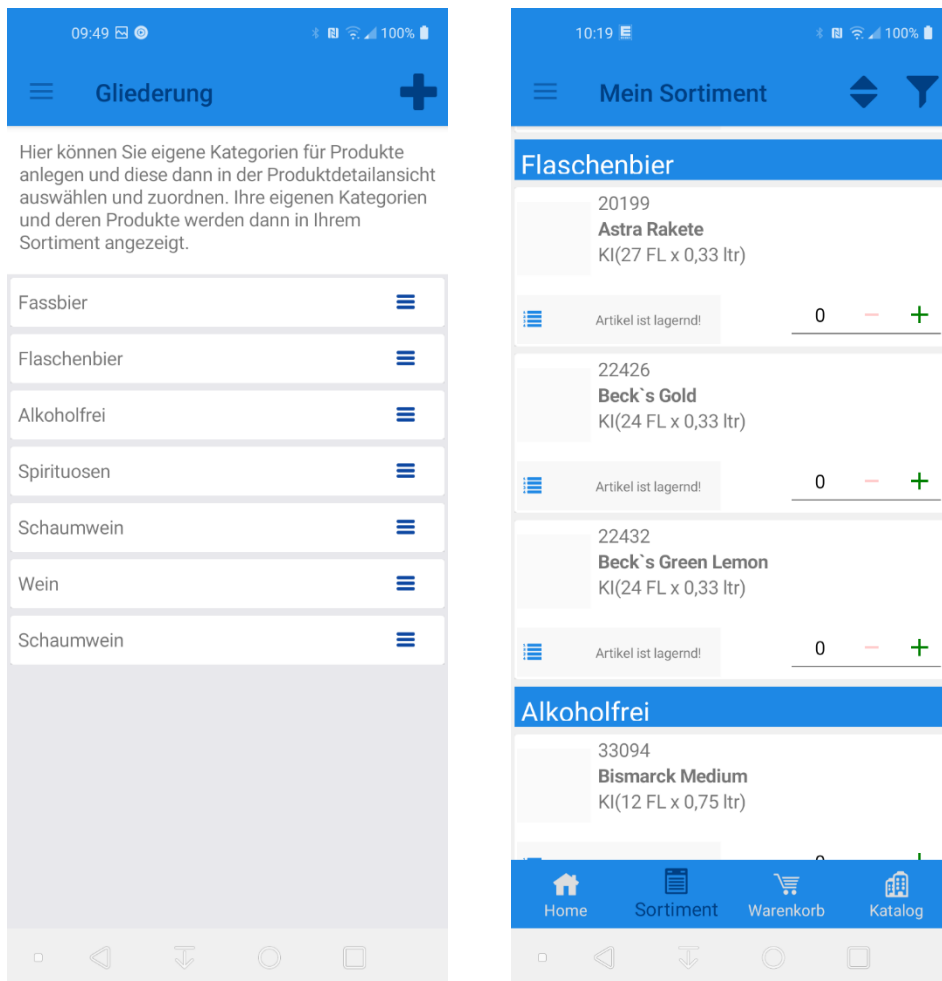 09:49
100%
Gliederung
Hier können Sie eigene Kategorien für Produkte
anlegen und diese dann in der Produktdetailansicht
auswählen und zuordnen. Ihre eigenen Kategorien
und deren Produkte werden dann in Ihrem
Sortiment angezeigt.
Fassbier
Flaschenbier
Alkoholfrei
Spirituosen
Schaumwein
Wein
Schaumwein
10:19
100%
Mein Sortiment
Flaschenbier
20199
Astra Rakete
KI(27 FL x 0,33 ltr)
Artikel ist lagernd!
0 − +
22426
Beck`s Gold
KI(24 FL x 0,33 ltr)
Artikel ist lagernd!
0 − +
22432
Beck`s Green Lemon
KI(24 FL x 0,33 ltr)
Artikel ist lagernd!
0 − +
Alkoholfrei
33094
Bismarck Medium
KI(12 FL x 0,75 ltr)
Home Sortiment Warenkorb Katalog